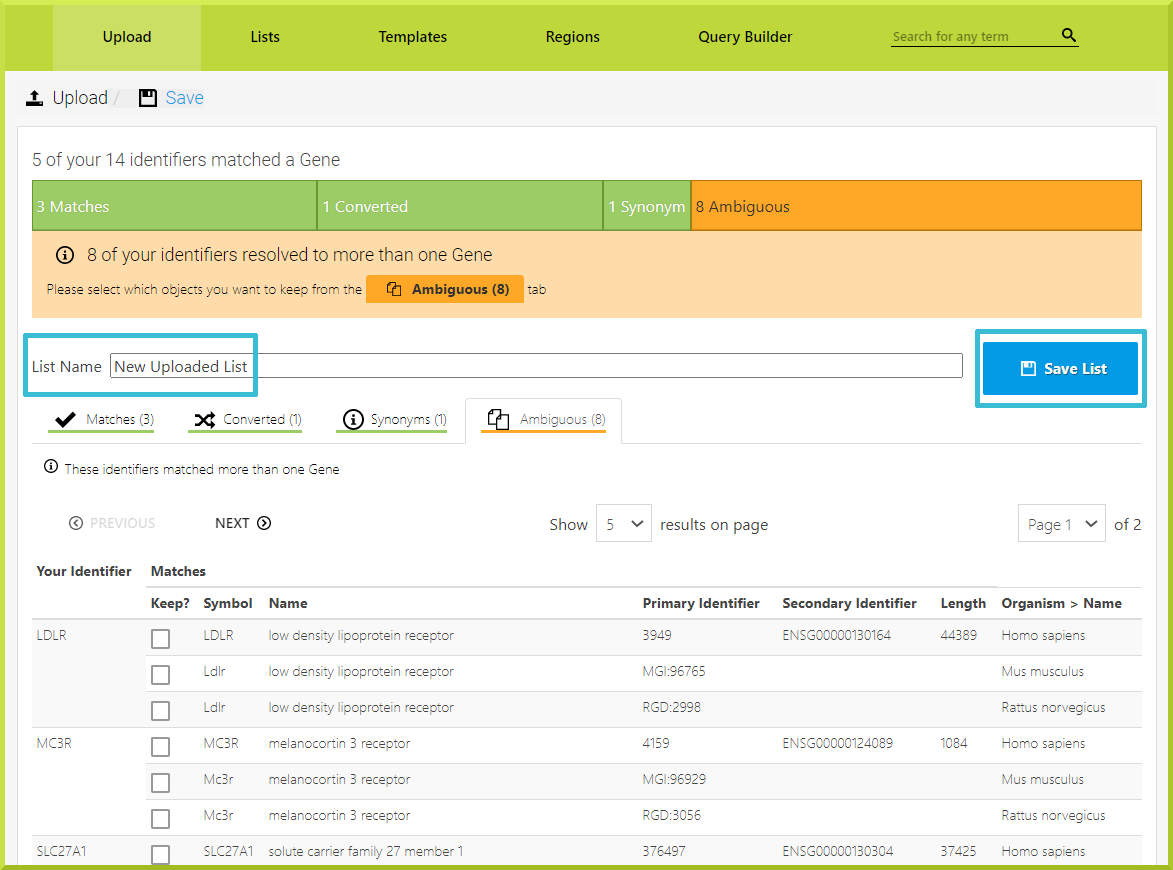 Upload Lists Templates Regions Query Builder Search for any term
Upload / Save
5 of your 14 identifiers matched a Gene
3 Matches 1 Converted 1 Synonym 8 Ambiguous
8 of your identifiers resolved to more than one Gene
Please select which objects you want to keep from the Ambiguous (8) tab
List Name New Uploaded List Save List
Matches (3) Converted (1) Synonyms (1) Ambiguous (8)
These identifiers matched more than one Gene
PREVIOUS NEXT Show 5 results on page Page 1 of 2
Your Identifier Matches
Keep? Symbol Name Primary Identifier Secondary Identifier Length Organism > Name
LDLR LDLR low density lipoprotein receptor 3949 ENSG00000130164 44389 Homo sapiens
Ldlr low density lipoprotein receptor MGI:96765 Mus musculus
Ldlr low density lipoprotein receptor RGD:2998 Rattus norvegicus
MC3R MC3R melanocortin 3 receptor 4159 ENSG00000124089 1084 Homo sapiens
Mc3r melanocortin 3 receptor MGI:96929 Mus musculus
Mc3r melanocortin 3 receptor RGD:3056 Rattus norvegicus
SLC27A1 SLC27A1 solute carrier family 27 member 1 376497 ENSG00000130304 37425 Homo sapiens